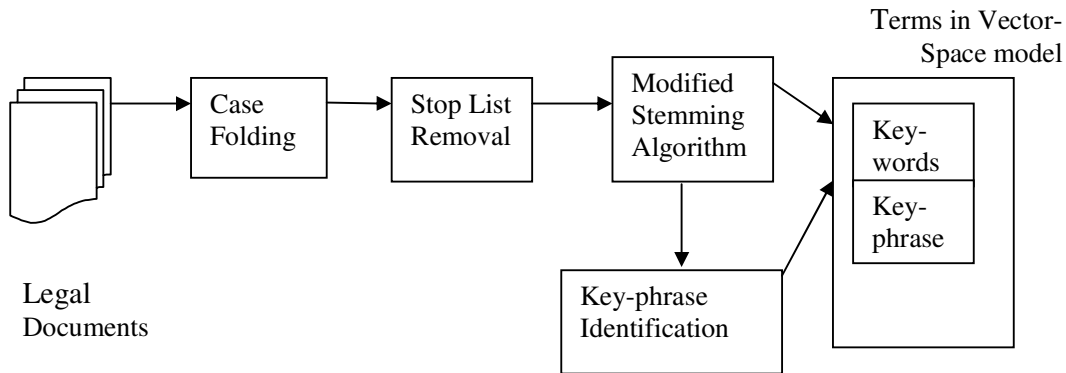 Terms in Vector-
Space model
Case
Folding
Stop List
Removal
Modified
Stemming
Algorithm
Key-
words
Key-
phrase
Key-phrase
Identification
Legal
Documents